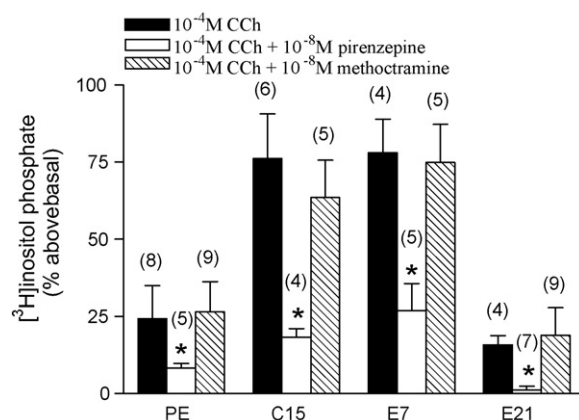 10⁻⁴M CCh
10⁻⁴M CCh + 10⁻⁸M pirenzepine
10⁻⁴M CCh + 10⁻⁸M methoctramine
[³H]inositol phosphate
(% abovebasal)
100
75
50
25
0
(8)
(5)
*
(9)
(6)
(4)
*
(5)
(4)
(5)
*
(5)
(4)
(7)
*
(9)
PE
C15
E7
E21